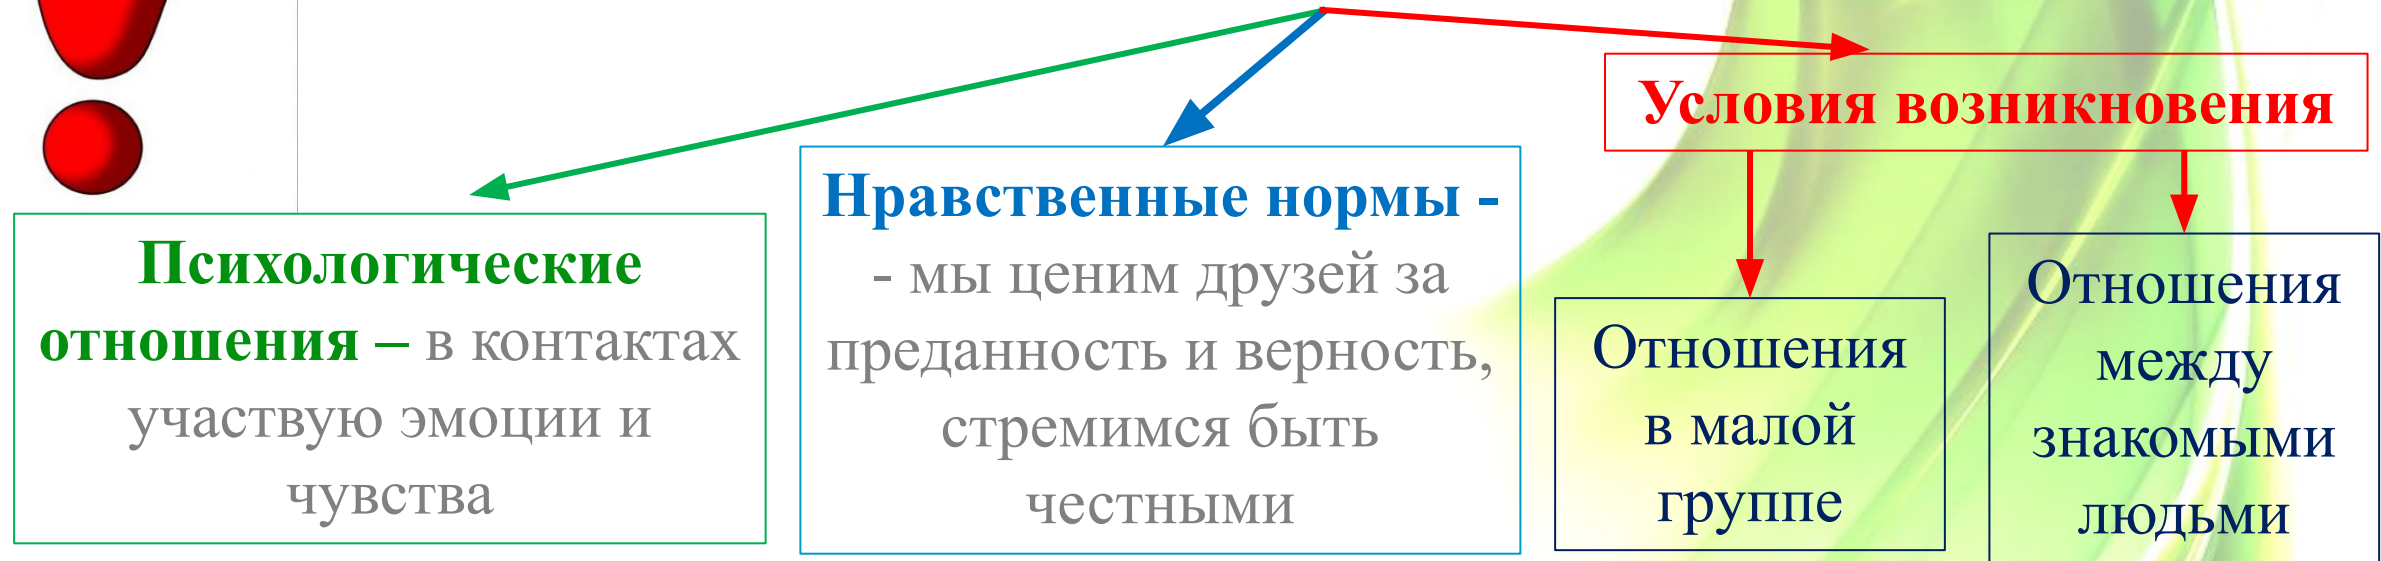 Психологические
отношения – в контактах
участвую эмоции и
чувства
Нравственные нормы -
- мы ценим друзей за
преданность и верность,
стремимся быть
честными
Условия возникновения
Отношения
в малой
группе
Отношения
между
знакомыми
людьми